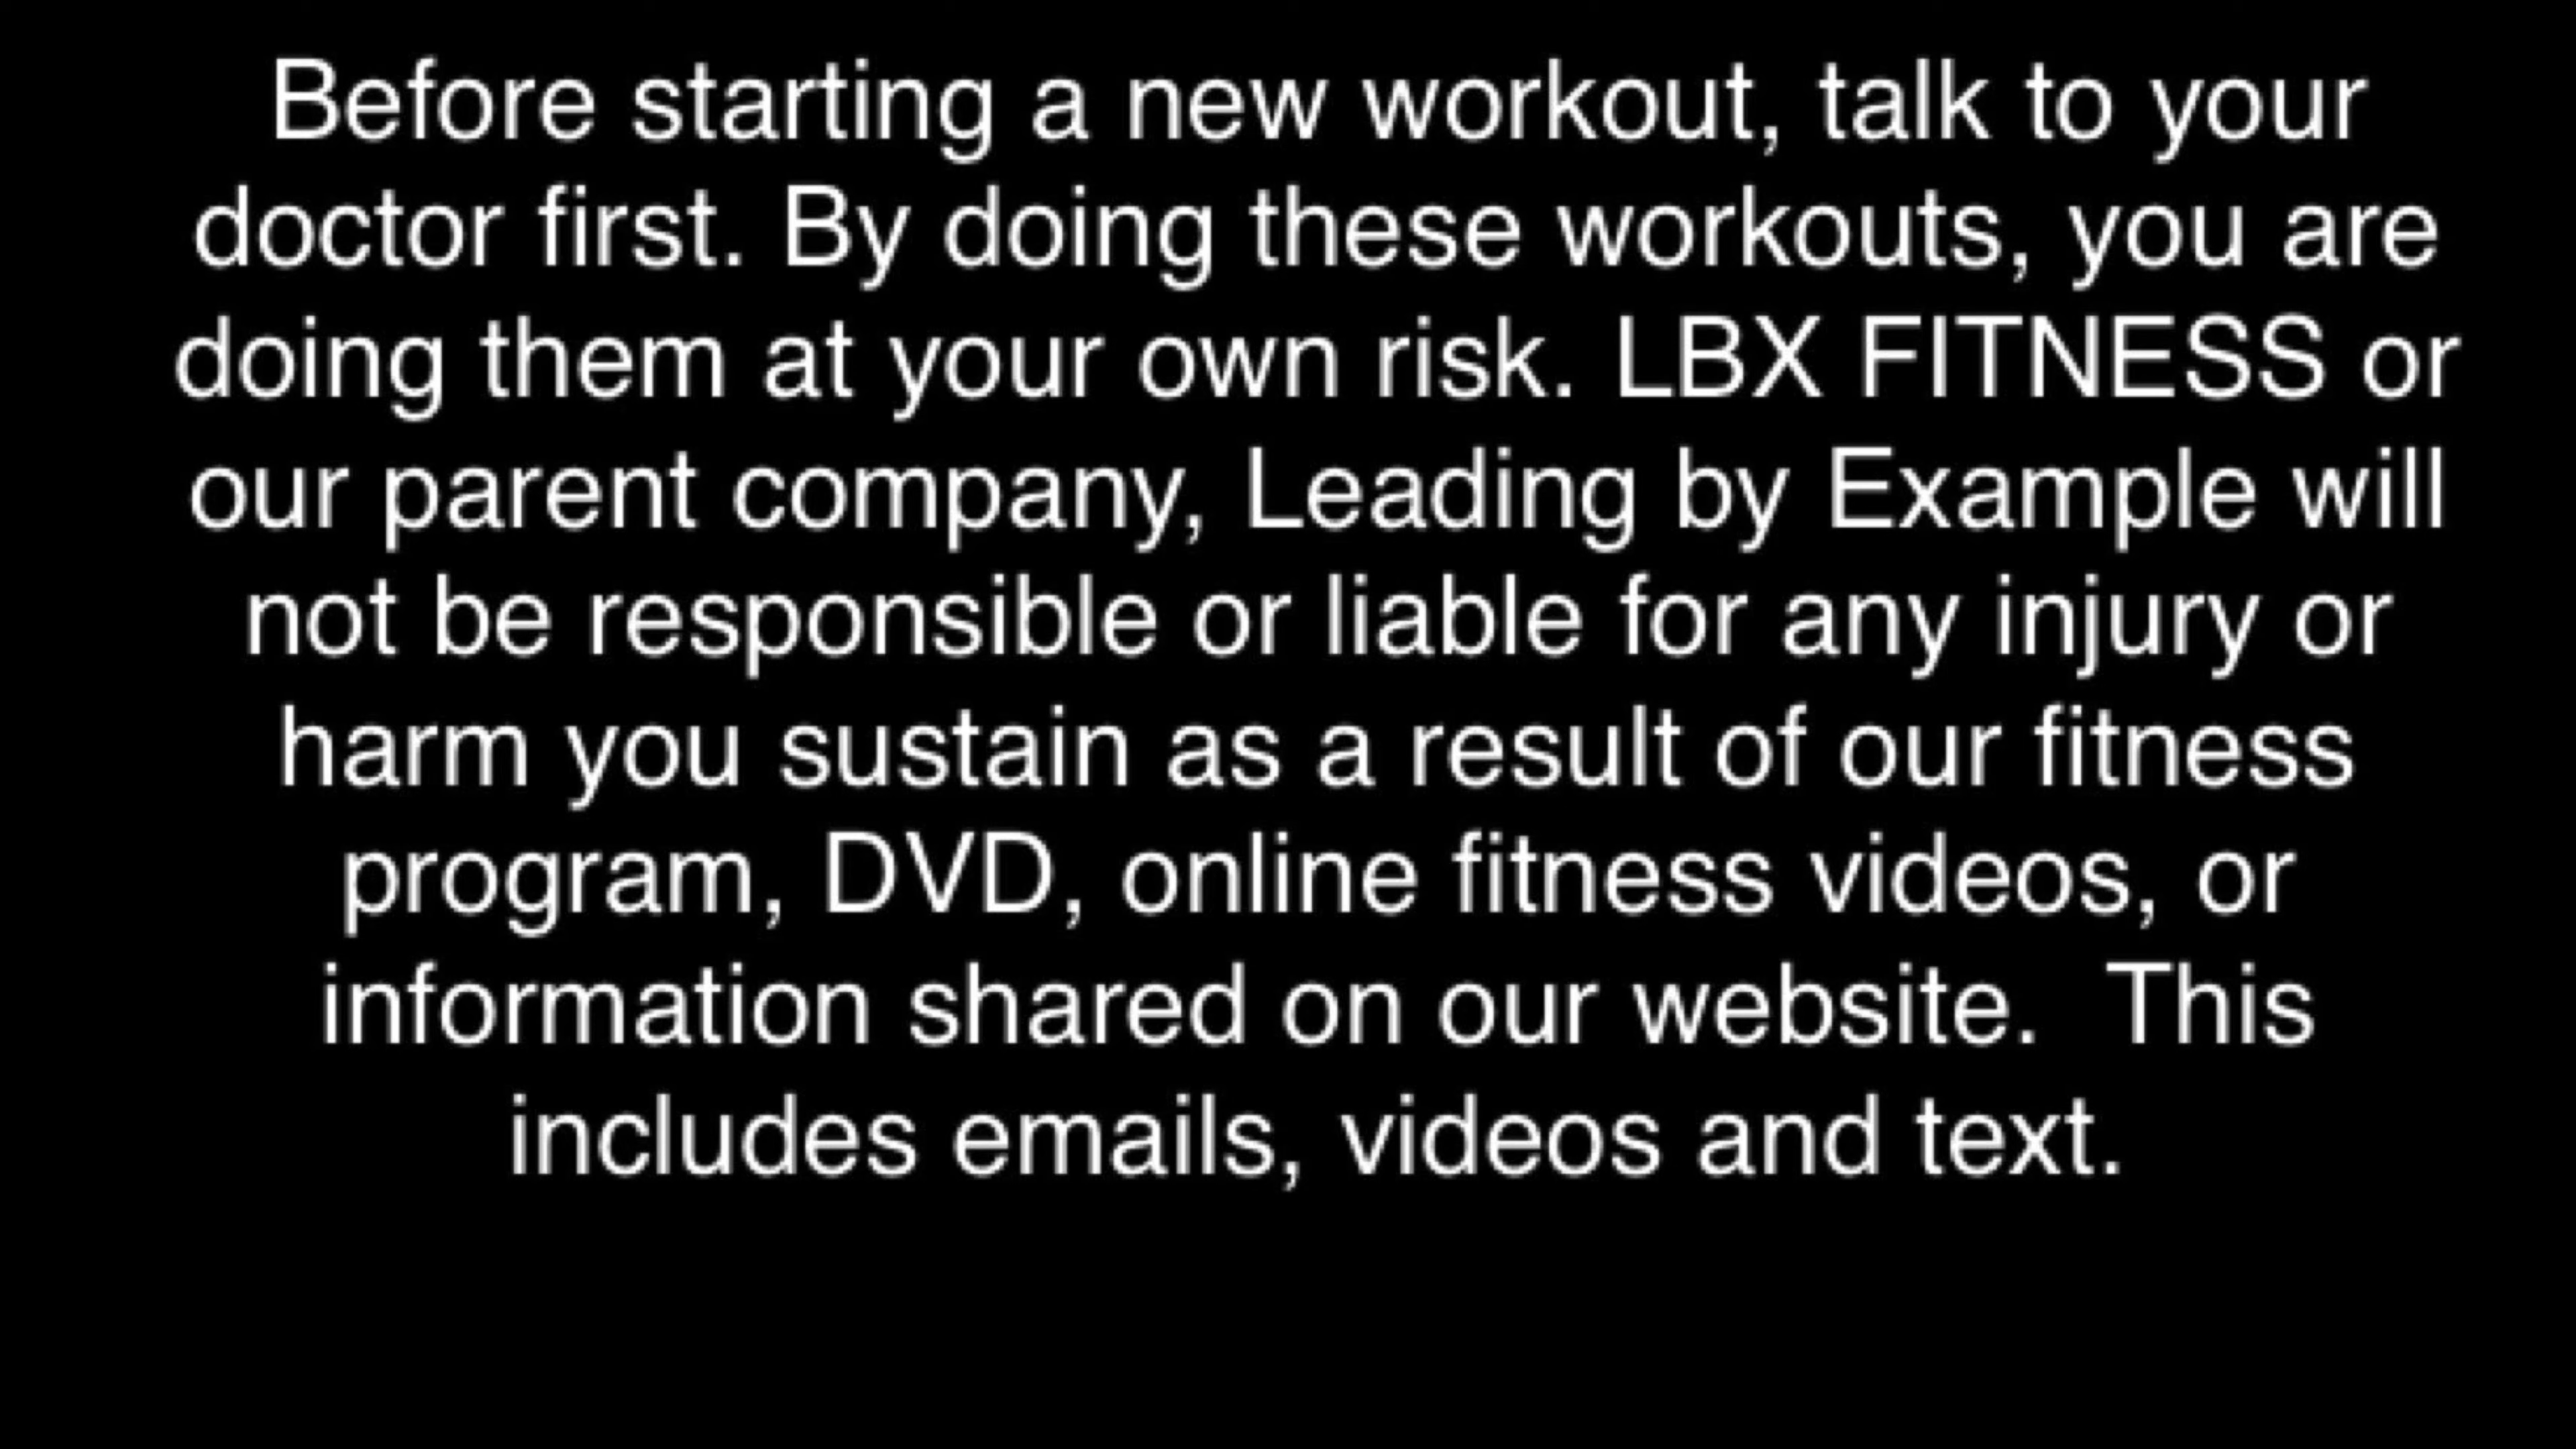 Before starting a new workout, talk to your
doctor first. By doing these workouts, you are
doing them at your own risk. LBX FITNESS or
our parent company, Leading by Example will
not be responsible or liable for any injury or
harm you sustain as a result of our fitness
program, DVD, online fitness videos, or
information shared on our website.  This
includes emails, videos and text.